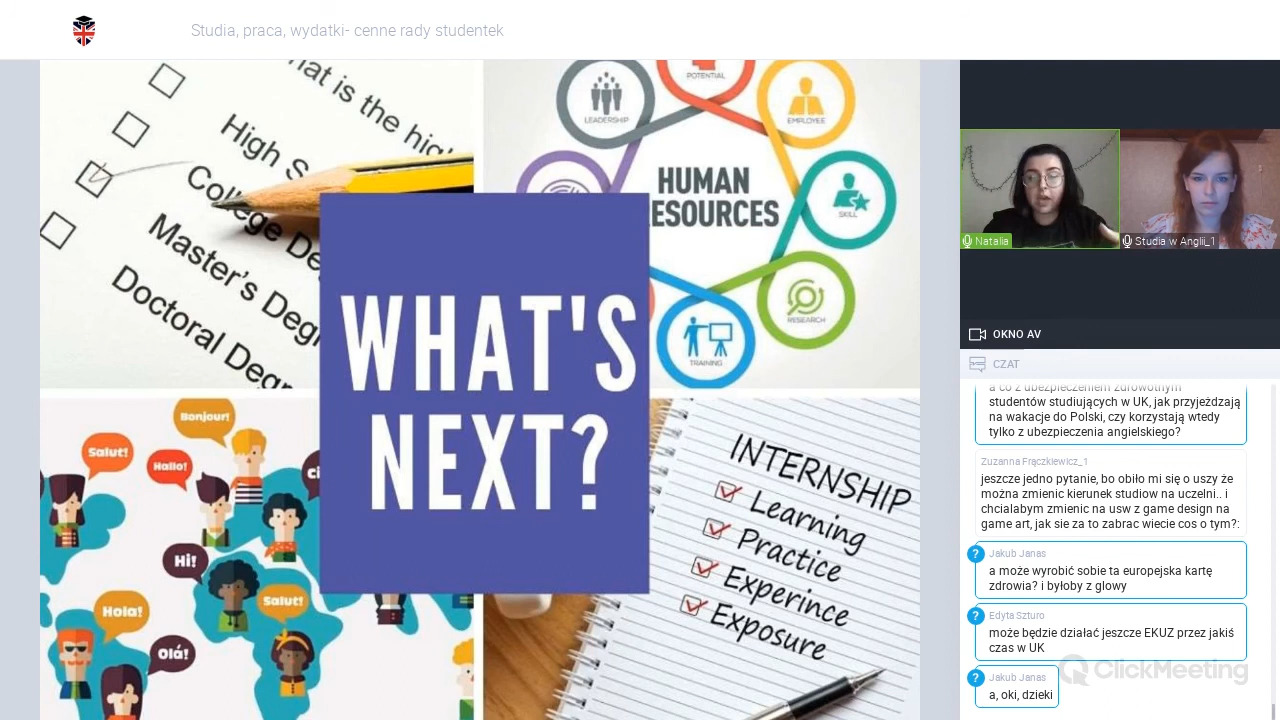 Studia, praca, wydatki- cenne rady studentek
hat is the hig
High S
College De
Master's Degr
Doctoral Degr
LEADERSHIP
POTENTIAL
EMPLOYEE
HUMAN
ESOURCES
SKILL
RESEARCH
TRAINING
WHAT'S
NEXT?
Bonjour!
Salut!
Hallo!
Ci
Hi!
Hola!
Salut!
Olá!
INTERNSHIP
Learning
Practice
Experince
Exposure
Natalia
Studia w Anglii_1
OKNO AV
CZAT
a co z ubezpieczeniem zdrowotnym
studentów studiujących w UK, jak przyjeżdzają
na wakacje do Polski, czy korzystają wtedy
tylko z ubezpieczenia angielskiego?
Zuzanna Frączkiewicz_1
jeszcze jedno pytanie, bo obiło mi się o uszy że
można zmienic kierunek studiow na uczelni.. i
chcialabym zmienic na usw z game design na
game art, jak sie za to zabrac wiecie cos o tym?:
?
Jakub Janas
a może wyrobić sobie ta europejska kartę
zdrowia? i byłoby z glowy
?
Edyta Szturo
może będzie działać jeszcze EKUZ przez jakiś
czas w UK
?
Jakub Janas
a, oki, dzieki
ClickMeeting